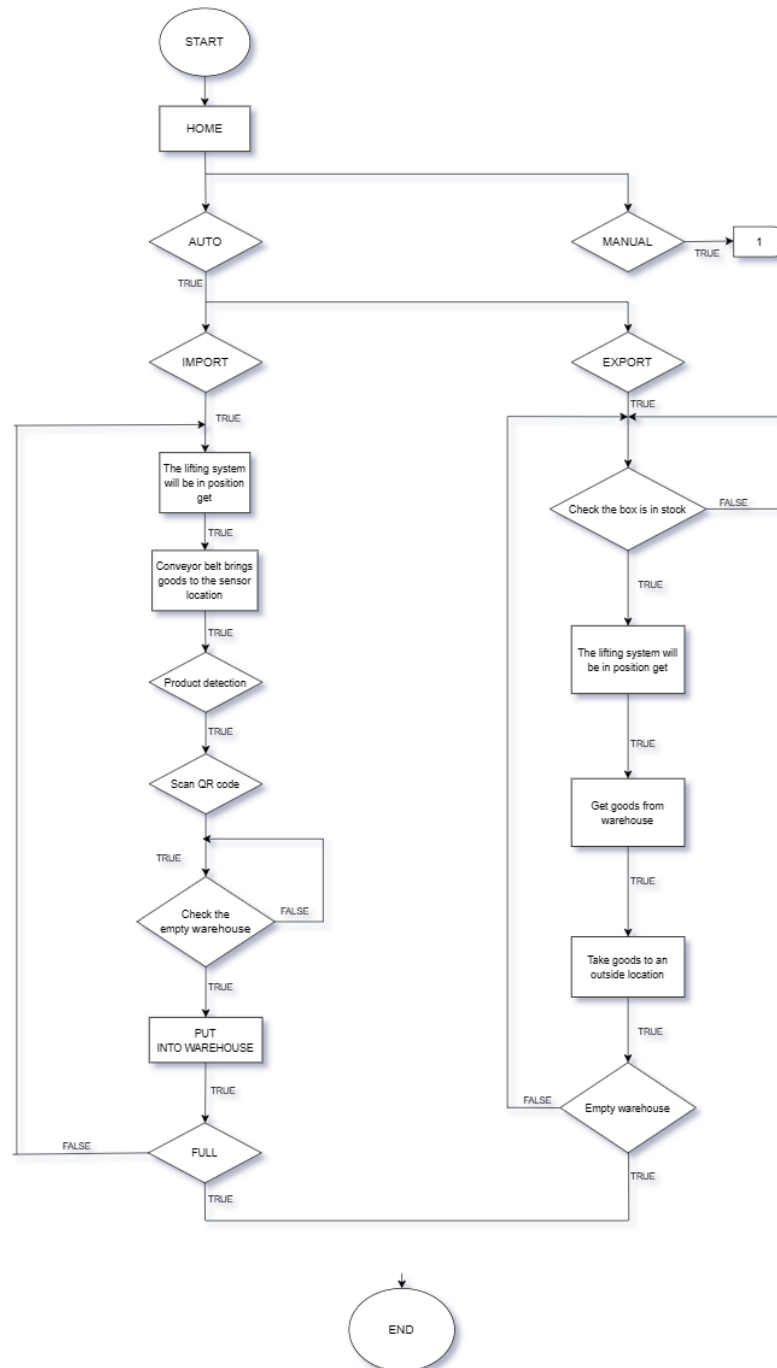 START
HOME
AUTO
MANUAL
TRUE
1
TRUE
IMPORT
EXPORT
TRUE
TRUE
The lifting system
will be in position
get
TRUE
Conveyor belt brings
goods to the sensor
location
TRUE
Product detection
TRUE
Scan QR code
TRUE
Check the
empty warehouse
FALSE
TRUE
PUT
INTO WAREHOUSE
TRUE
FULL
FALSE
TRUE
Check the box is in stock
FALSE
TRUE
The lifting system will
be in position get
TRUE
Get goods from
warehouse
TRUE
Take goods to an
outside location
TRUE
Empty warehouse
FALSE
TRUE
END